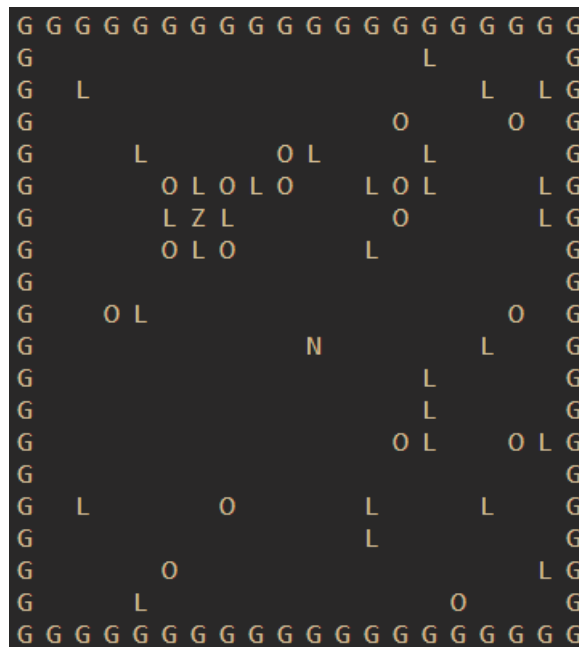 G G G G G G G G G G G G G G G G G G G G
G                           L         G
G   L                           L   L G
G                         O       O   G
G       L         O L       L         G
G         O L O L O     L O L       L G
G         L Z L           O         L G
G         O L O         L             G
G                                     G
G     O L                         O   G
G                   N           L     G
G                           L         G
G                           L         G
G                         O L     O L G
G                                     G
G   L         O         L       L     G
G                       L             G
G         O                         L G
G       L                     O       G
G G G G G G G G G G G G G G G G G G G G